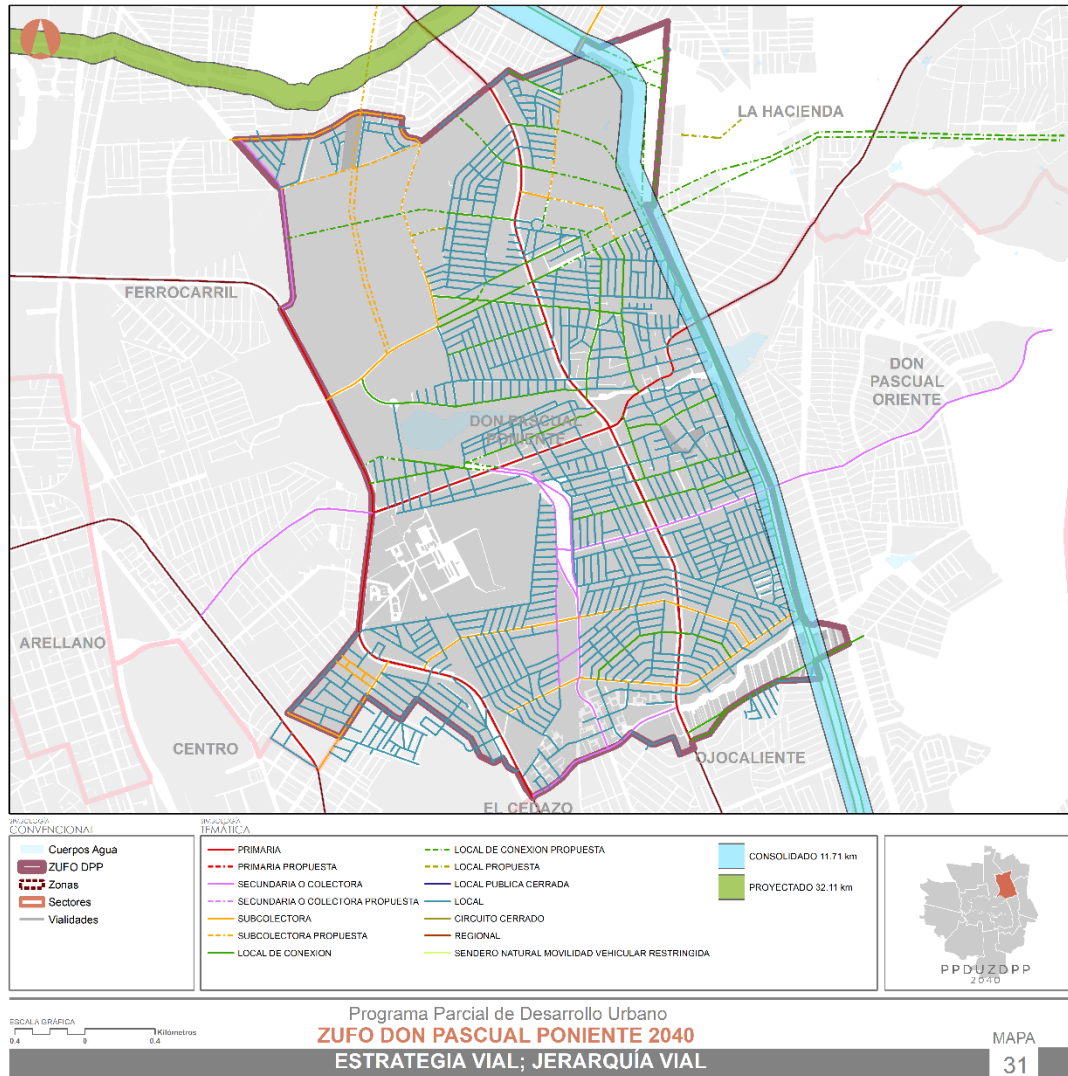 LA HACIENDA
FERROCARRIL
DON
PASCUAL
ORIENTE
DON PASCUAL
PONIENTE
ARELLANO
CENTRO
OJOCALIENTE
EL CEDAZO
SIMBOLOGÍA
CONVENCIONAL
Cuerpos Agua
ZUFO DPP
Zonas
Sectores
Vialidades
SIMBOLOGÍA
TEMÁTICA
PRIMARIA
PRIMARIA PROPUESTA
SECUNDARIA O COLECTORA
SECUNDARIA O COLECTORA PROPUESTA
SUBCOLECTORA
SUBCOLECTORA PROPUESTA
LOCAL DE CONEXION
LOCAL DE CONEXION PROPUESTA
LOCAL PROPUESTA
LOCAL PUBLICA CERRADA
LOCAL
CIRCUITO CERRADO
REGIONAL
SENDERO NATURAL MOVILIDAD VEHICULAR RESTRINGIDA
CONSOLIDADO 11.71 km
PROYECTADO 32.11 km
PPDUZDPP
2040
ESCALA GRÁFICA
0.4 0 0.4 Kilómetros
Programa Parcial de Desarrollo Urbano
ZUFO DON PASCUAL PONIENTE 2040
ESTRATEGIA VIAL; JERARQUÍA VIAL
MAPA
31